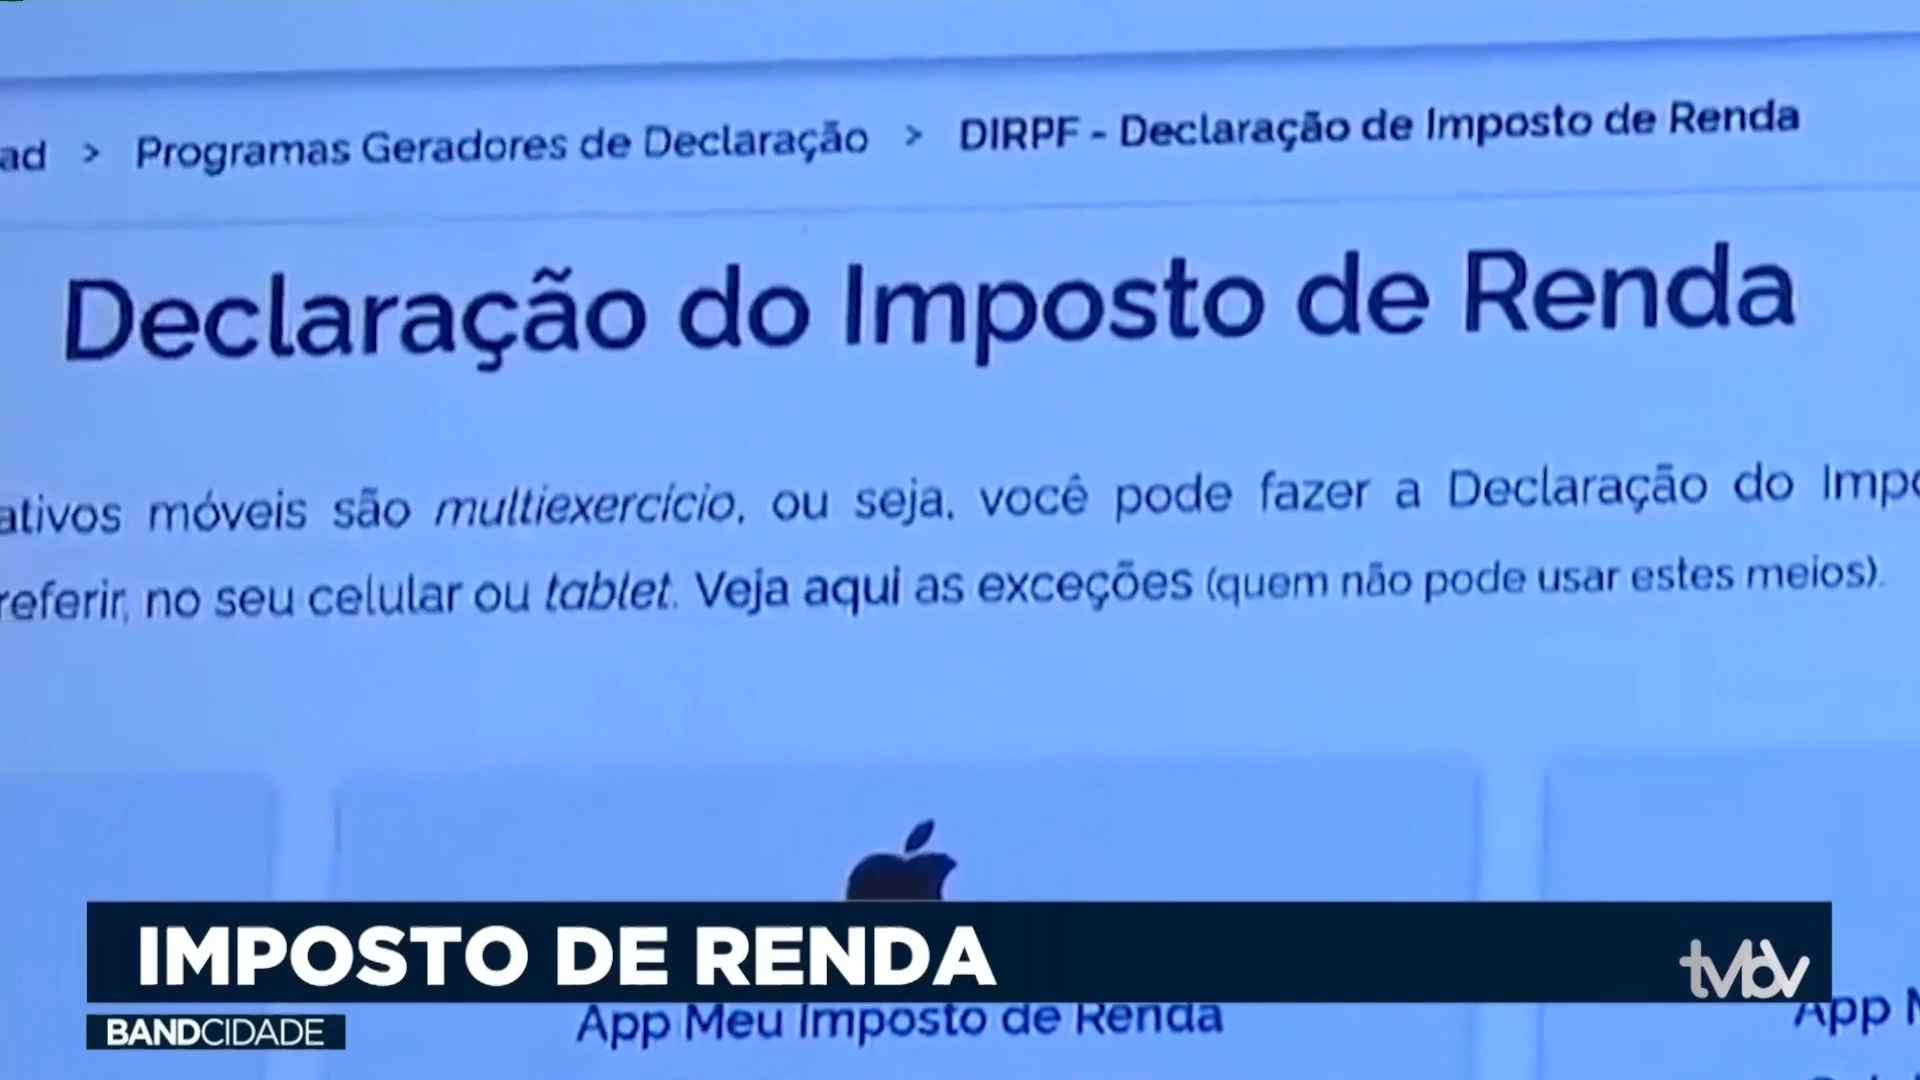 ad > Programas Geradores de Declaração > DIRPF - Declaração de Imposto de Renda
Declaração do Imposto de Renda
ativos móveis são multiexercício, ou seja, você pode fazer a Declaração do Impo
referir, no seu celular ou tablet. Veja aqui as exceções (quem não pode usar estes meios).
IMPOSTO DE RENDA
tvbv
App Meu Imposto de Renda
App M
BANDCIDADE